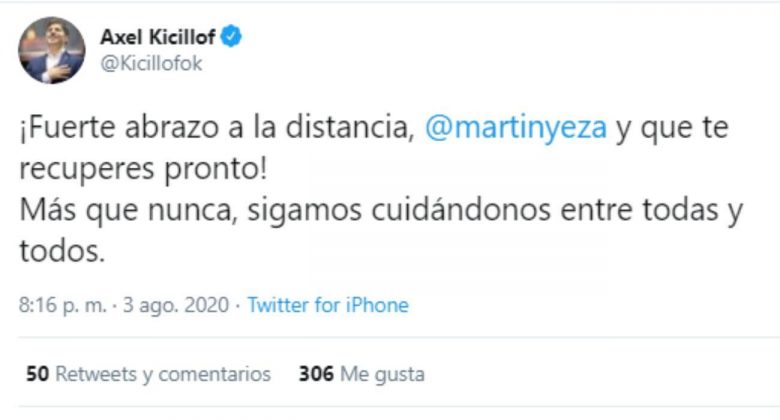 Axel Kicillof
@Kicillofok
¡Fuerte abrazo a la distancia, @martinyeza y que te
recuperes pronto!
Más que nunca, sigamos cuidándonos entre todas y
todos.
8:16 p. m. · 3 ago. 2020 · Twitter for iPhone
50 Retweets y comentarios 306 Me gusta